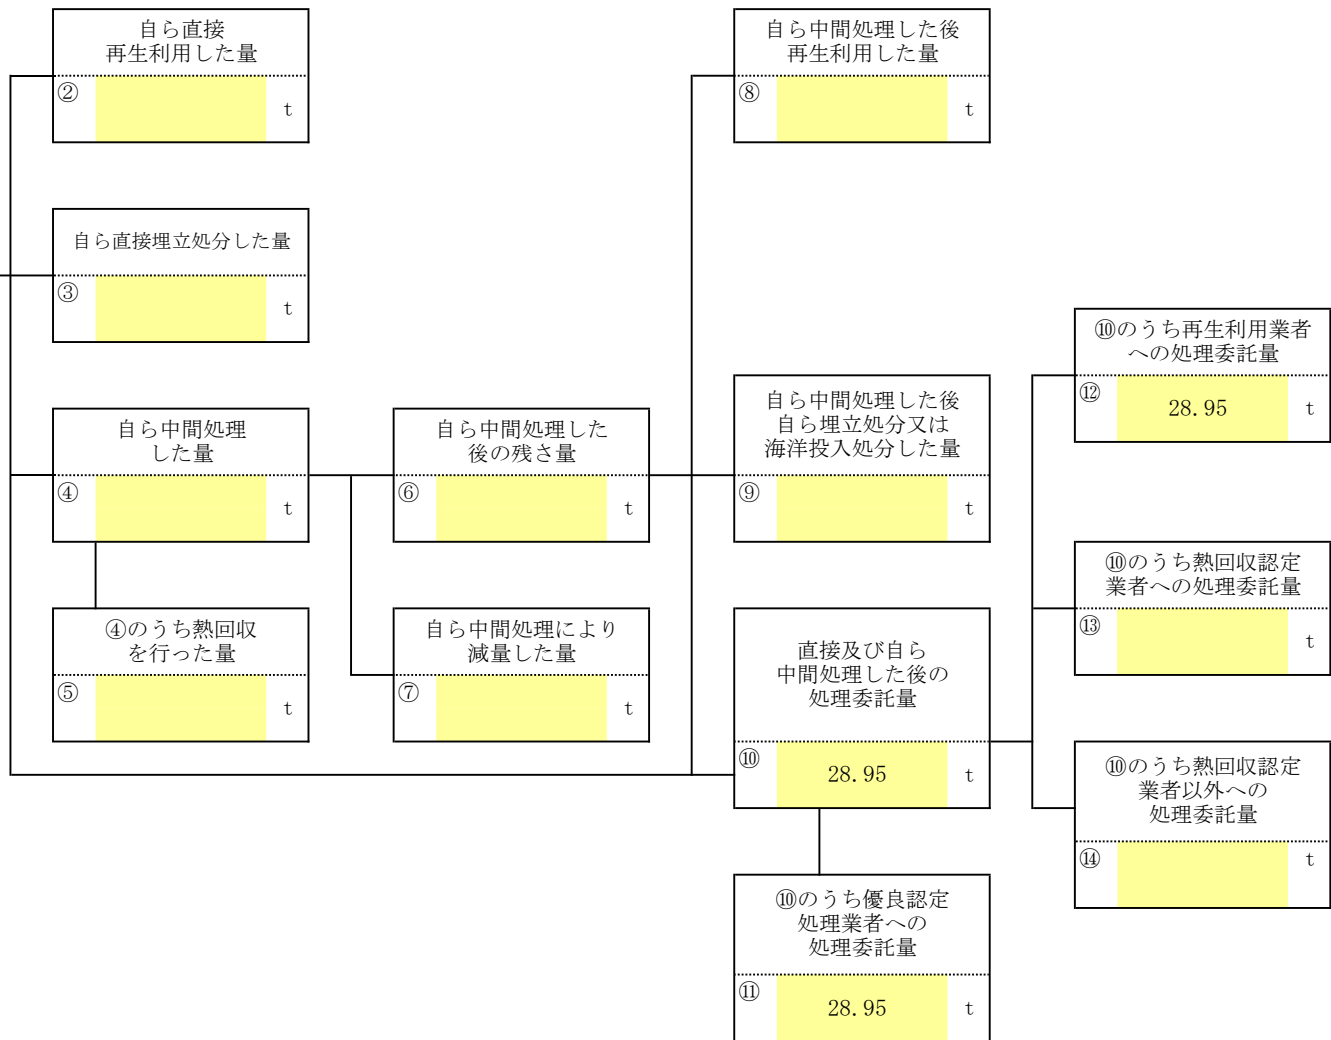 自ら直接
再生利用した量
②
t
自ら中間処理した後
再生利用した量
⑧
t
自ら直接埋立処分した量
③
t
⑩のうち再生利用業者
への処理委託量
⑫
28.95
t
自ら中間処理
した量
④
t
自ら中間処理した
後の残さ量
⑥
t
自ら中間処理した後
自ら埋立処分又は
海洋投入処分した量
⑨
t
⑩のうち熱回収認定
業者への処理委託量
⑬
t
④のうち熱回収
を行った量
⑤
t
自ら中間処理により
減量した量
⑦
t
直接及び自ら
中間処理した後の
処理委託量
⑩
28.95
t
⑩のうち熱回収認定
業者以外への
処理委託量
⑭
t
⑩のうち優良認定
処理業者への
処理委託量
⑪
28.95
t